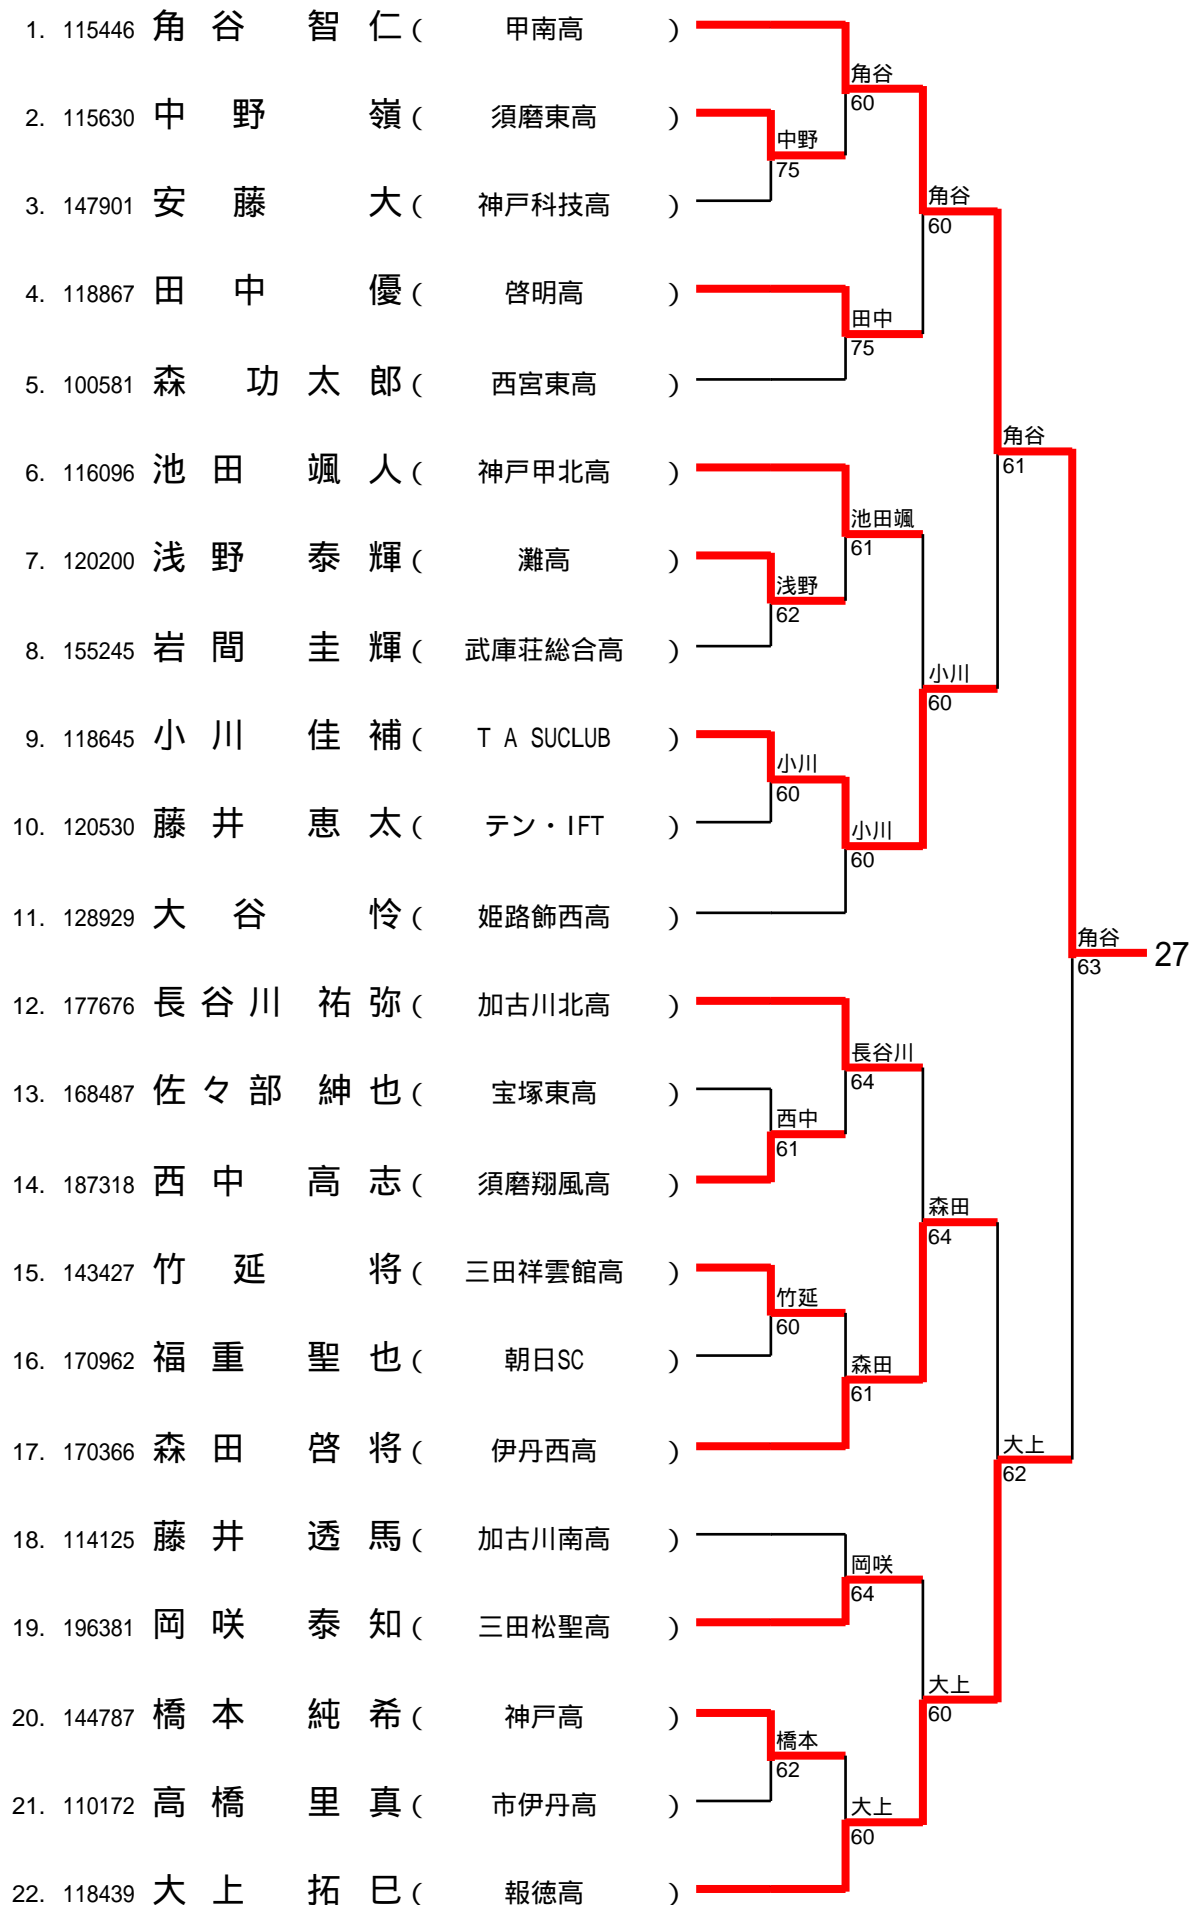 1. 115446 角谷 智仁 ( 甲南高 )
角谷
60
2. 115630 中野 嶺 ( 須磨東高 )
中野
75
3. 147901 安藤 大 ( 神戸科技高 )
角谷
60
4. 118867 田中 優 ( 啓明高 )
田中
75
5. 100581 森 功太郎 ( 西宮東高 )
角谷
61
6. 116096 池田 颯人 ( 神戸甲北高 )
池田颯
61
7. 120200 浅野 泰輝 ( 灘高 )
浅野
62
8. 155245 岩間 圭輝 ( 武庫荘総合高 )
小川
60
9. 118645 小川 佳補 ( T A SUCLUB )
小川
60
10. 120530 藤井 恵太 ( テン・IFT )
小川
60
11. 128929 大谷 怜 ( 姫路飾西高 )
角谷
63
27
12. 177676 長谷川 祐弥 ( 加古川北高 )
長谷川
64
13. 168487 佐々部 紳也 ( 宝塚東高 )
西中
61
14. 187318 西中 高志 ( 須磨翔風高 )
森田
64
15. 143427 竹延 将 ( 三田祥雲館高 )
竹延
60
16. 170962 福重 聖也 ( 朝日SC )
森田
61
17. 170366 森田 啓将 ( 伊丹西高 )
大上
62
18. 114125 藤井 透馬 ( 加古川南高 )
岡咲
64
19. 196381 岡咲 泰知 ( 三田松聖高 )
大上
60
20. 144787 橋本 純希 ( 神戸高 )
橋本
62
21. 110172 高橋 里真 ( 市伊丹高 )
大上
60
22. 118439 大上 拓巳 ( 報徳高 )